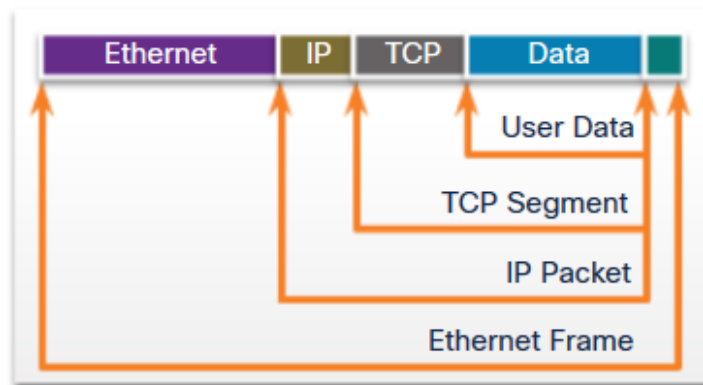 Ethernet IP TCP Data
User Data
TCP Segment
IP Packet
Ethernet Frame